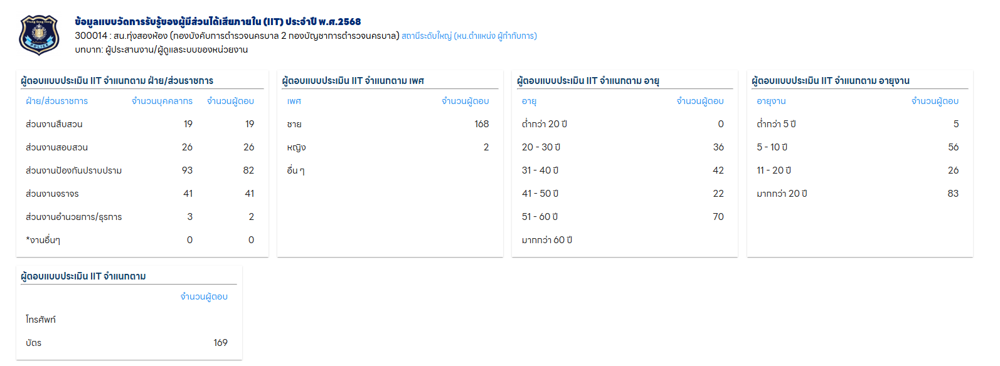 Thung Song Hong
POLICE
ข้อมูลแบบวัดการรับรู้ของผู้มีส่วนได้เสียภายใน (IIT) ประจำปี พ.ศ.2568
300014 : สน.ทุ่งสองห้อง (กองบังคับการตำรวจนครบาล 2 กองบัญชาการตำรวจนครบาล) สถานีระดับใหญ่ (หน.ตำแหน่ง ผู้กำกับการ)
บทบาท: ผู้ประสานงาน/ผู้ดูแลระบบของหน่วยงาน
ผู้ตอบแบบประเมิน IIT จำแนกตาม ฝ่าย/ส่วนราชการ
ฝ่าย/ส่วนราชการ จำนวนบุคคลากร จำนวนผู้ตอบ
ส่วนงานสืบสวน 19 19
ส่วนงานสอบสวน 26 26
ส่วนงานป้องกันปราบปราม 93 82
ส่วนงานจราจร 41 41
ส่วนงานอำนวยการ/ธุรการ 3 2
*งานอื่นๆ 0 0
ผู้ตอบแบบประเมิน IIT จำแนกตาม เพศ
เพศ จำนวนผู้ตอบ
ชาย 168
หญิง 2
อื่น ๆ
ผู้ตอบแบบประเมิน IIT จำแนกตาม อายุ
อายุ จำนวนผู้ตอบ
ต่ำกว่า 20 ปี 0
20 - 30 ปี 36
31 - 40 ปี 42
41 - 50 ปี 22
51 - 60 ปี 70
มากกว่า 60 ปี
ผู้ตอบแบบประเมิน IIT จำแนกตาม อายุงาน
อายุงาน จำนวนผู้ตอบ
ต่ำกว่า 5 ปี 5
5 - 10 ปี 56
11 - 20 ปี 26
มากกว่า 20 ปี 83
ผู้ตอบแบบประเมิน IIT จำแนกตาม
จำนวนผู้ตอบ
โทรศัพท์
บัตร 169